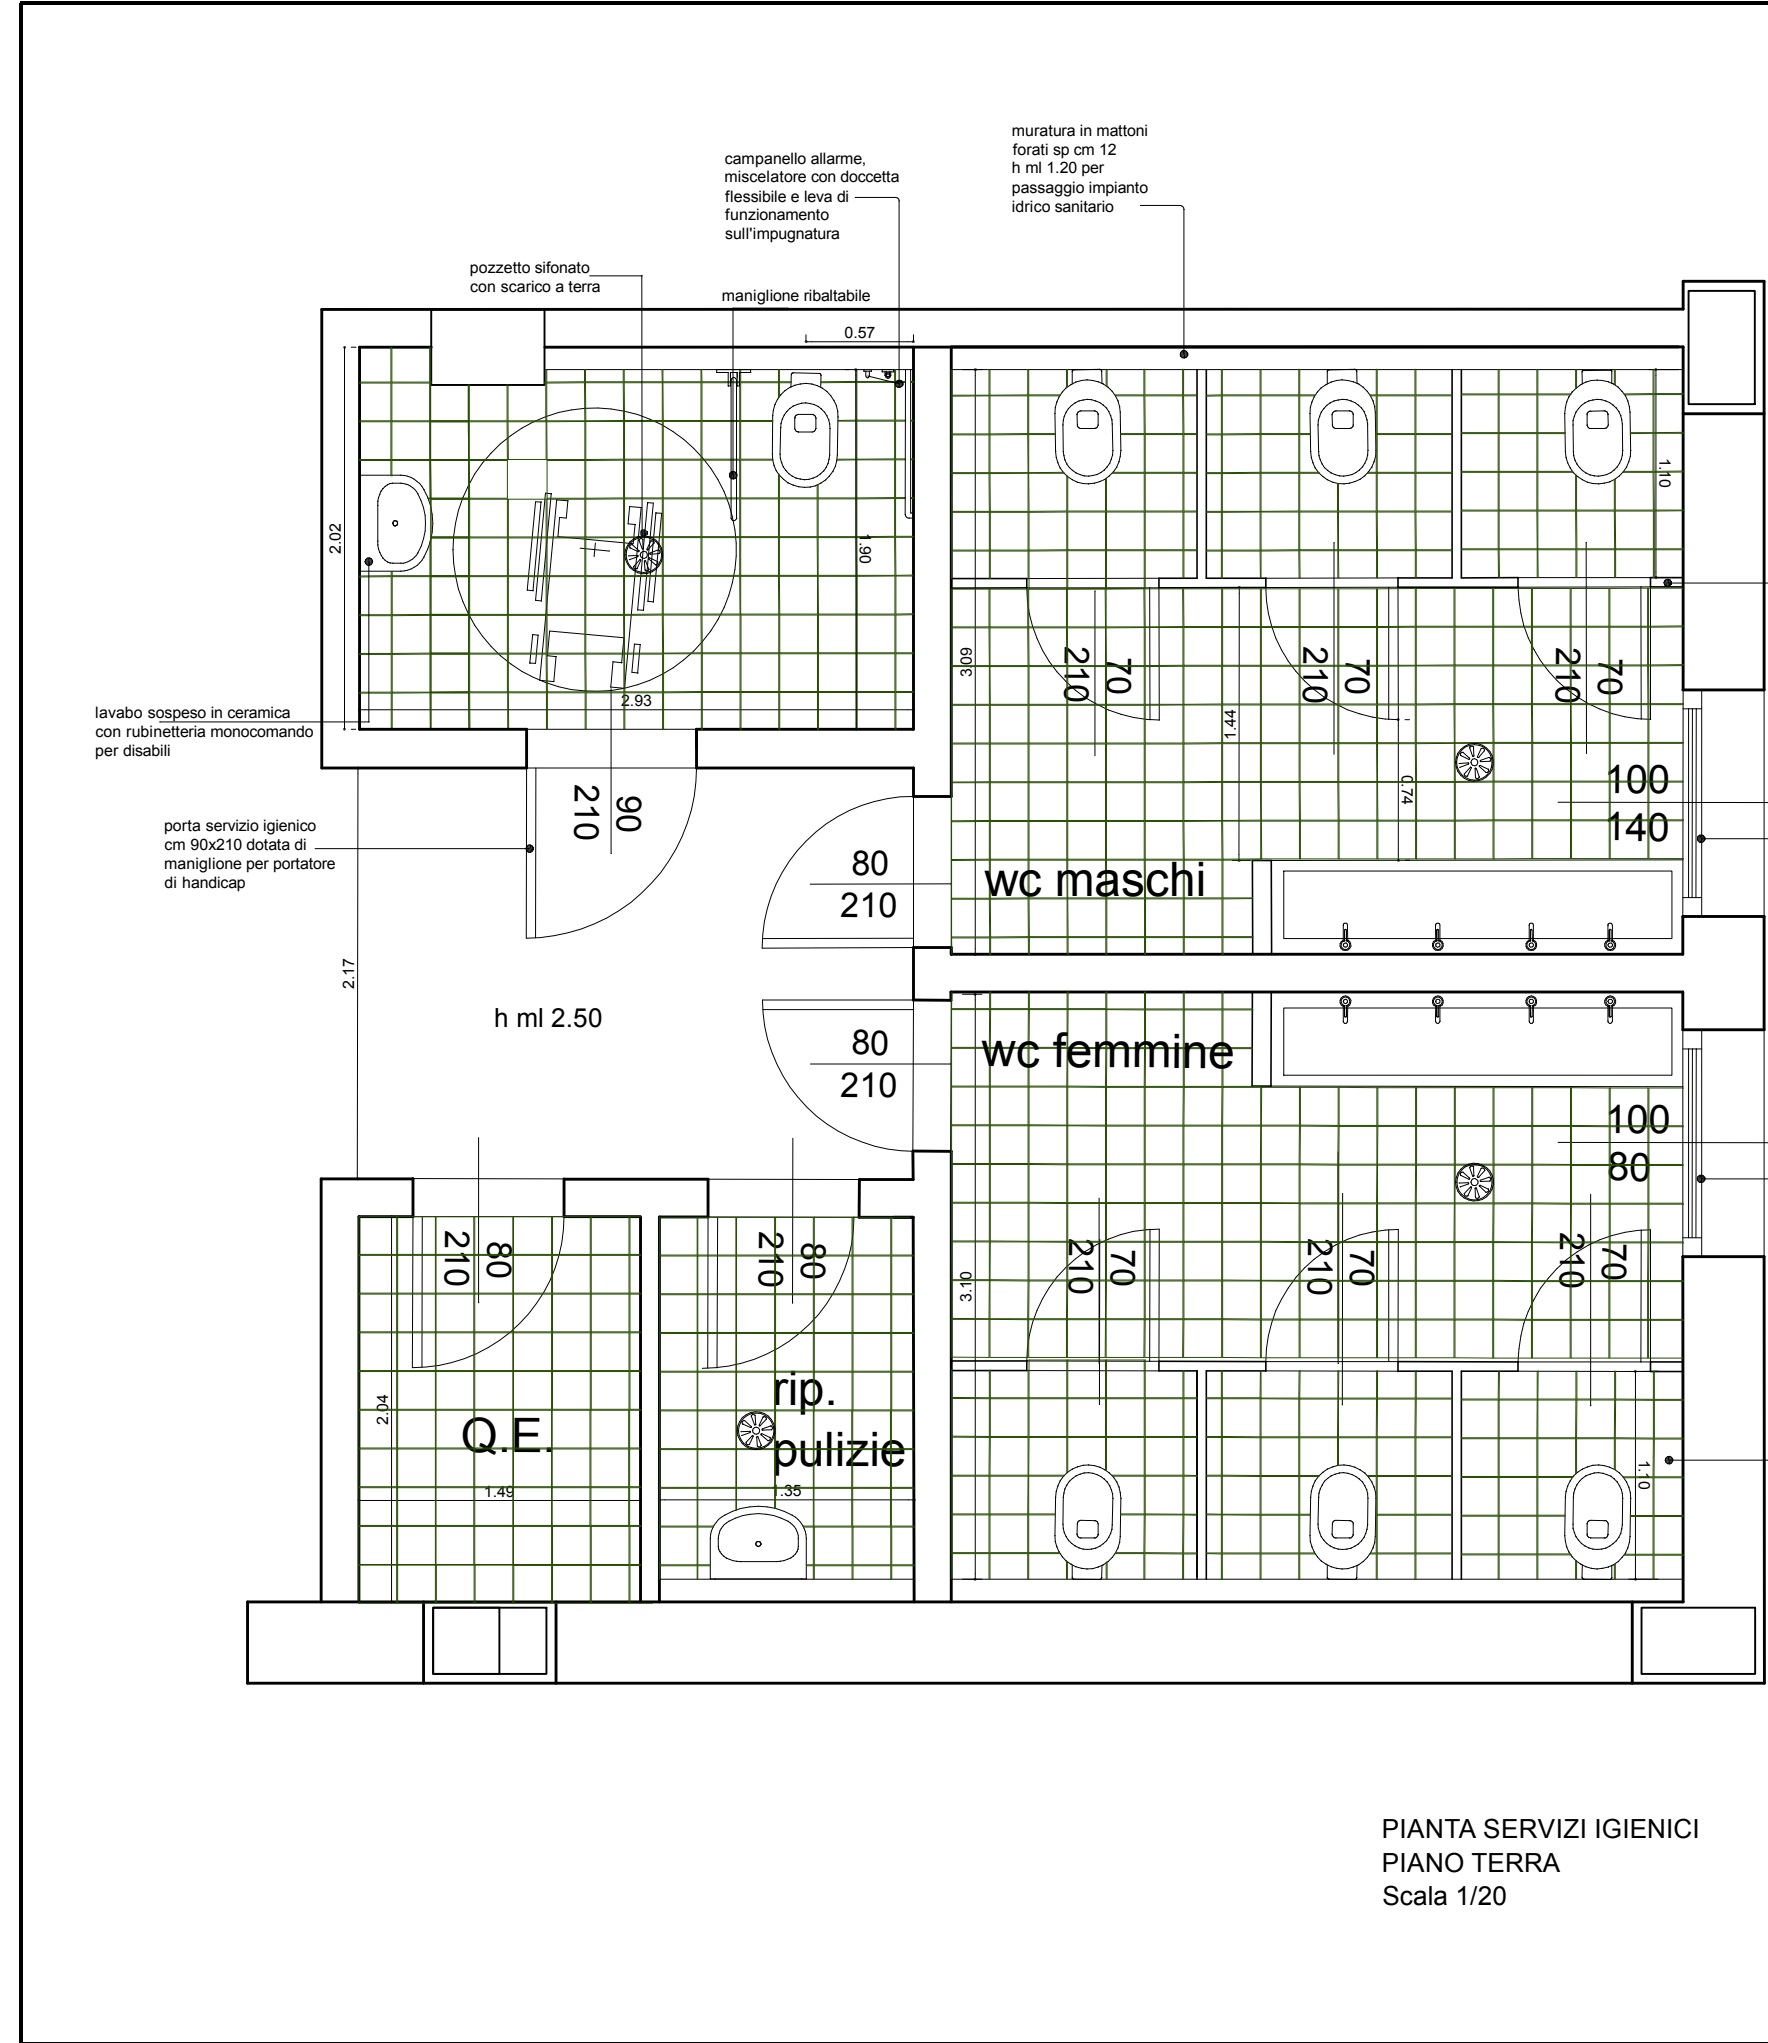 muratura in mattoni
forati sp cm 12
h ml 1.20 per
passaggio impianto
idrico sanitario
campanello allarme,
miscelatore con doccetta
flessibile e leva di
funzionamento
sull'impugnatura
pozzetto sifonato
con scarico a terra
maniglione ribaltabile
0.57
1.10
2.02
1.90
3.09
70
210
70
210
70
210
2.93
lavabo sospeso in ceramica
con rubinetteria monocomando
per disabili
1.44
0.74
100
140
90
210
porta servizio igienico
cm 90x210 dotata di
maniglione per portatore
di handicap
80
210
wc maschi
2.17
h ml 2.50
80
210
wc femmine
100
80
80
210
80
210
70
210
70
210
70
210
3.10
2.04
rip.
pulizie
Q.E.
1.49
1.35
1.10
PIANTA SERVIZI IGIENICI
PIANO TERRA
Scala 1/20